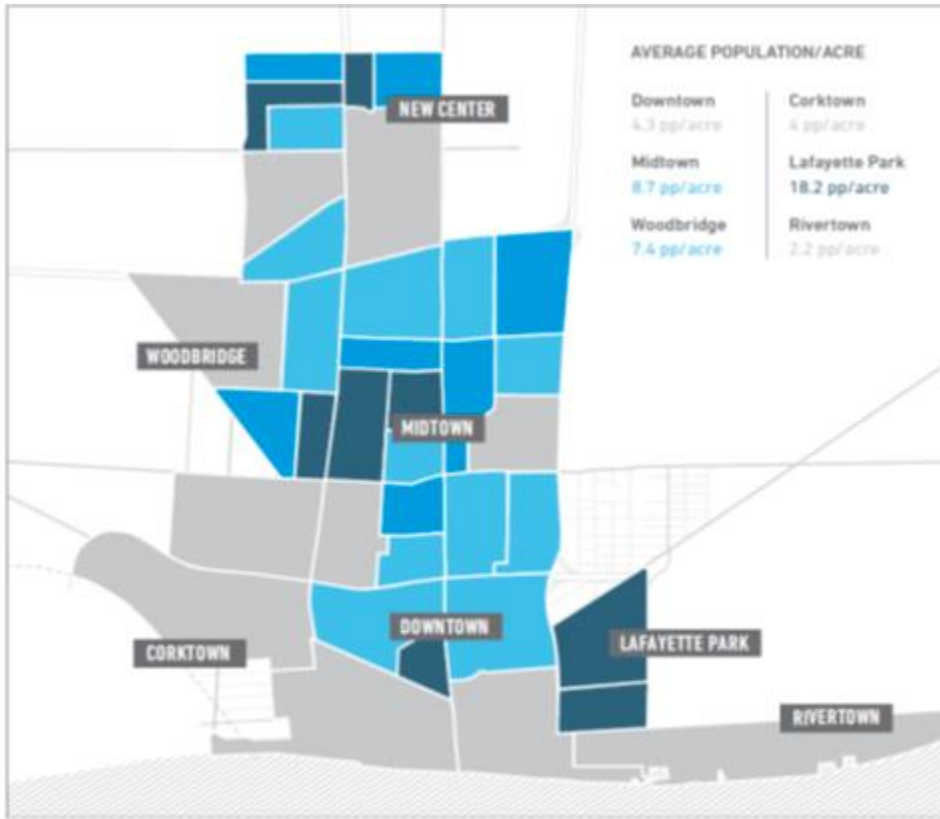 AVERAGE POPULATION/ACRE
Downtown
4.3 pp/acre
Corktown
4 pp/acre
Midtown
8.7 pp/acre
Lafayette Park
18.2 pp/acre
Woodbridge
7.4 pp/acre
Rivertown
2.2 pp/acre
NEW CENTER
WOODBRIDGE
MIDTOWN
DOWNTOWN
CORKTOWN
LAFAYETTE PARK
RIVERTOWN